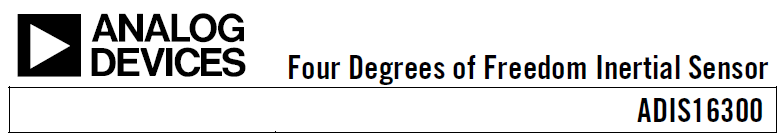 ANALOG
DEVICES
Four Degrees of Freedom Inertial Sensor
ADIS16300